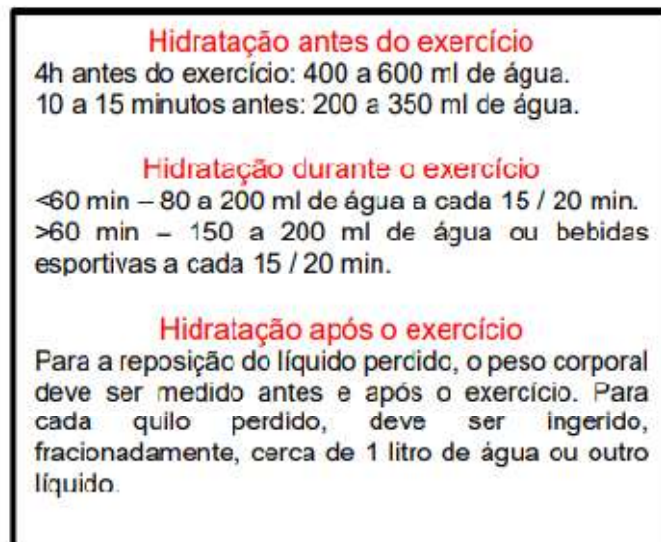 Hidratação antes do exercício
4h antes do exercício: 400 a 600 ml de água.
10 a 15 minutos antes: 200 a 350 ml de água.
Hidratação durante o exercício
<60 min – 80 a 200 ml de água a cada 15 / 20 min.
>60 min – 150 a 200 ml de água ou bebidas
esportivas a cada 15 / 20 min.
Hidratação após o exercício
Para a reposição do líquido perdido, o peso corporal
deve ser medido antes e após o exercício. Para
cada quilo perdido, deve ser ingerido,
fracionadamente, cerca de 1 litro de água ou outro
líquido.